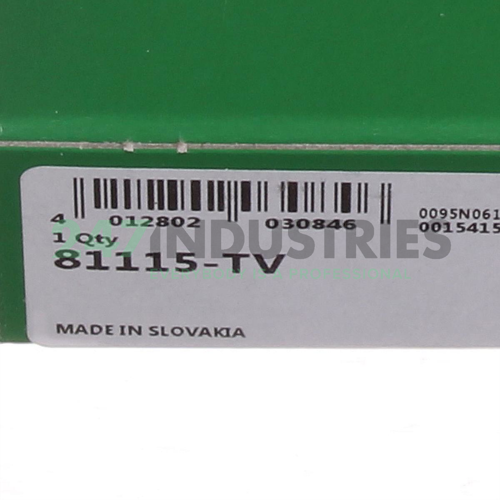 4 012802 030846
0095N061
0015415
1 Qty
INDUSTRIES
81115-TV
MADE IN SLOVAKIA